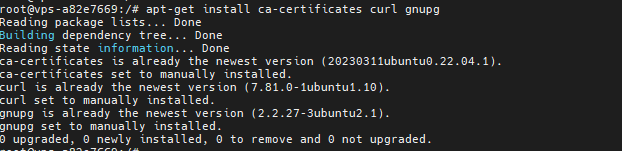 root@vps-a82e7669:/# apt-get install ca-certificates curl gnupg
Reading package lists... Done
Building dependency tree... Done
Reading state information... Done
ca-certificates is already the newest version (20230311ubuntu0.22.04.1).
ca-certificates set to manually installed.
curl is already the newest version (7.81.0-1ubuntu1.10).
curl set to manually installed.
gnupg is already the newest version (2.2.27-3ubuntu2.1).
gnupg set to manually installed.
0 upgraded, 0 newly installed, 0 to remove and 0 not upgraded.
root@vps-a82e7669:/#